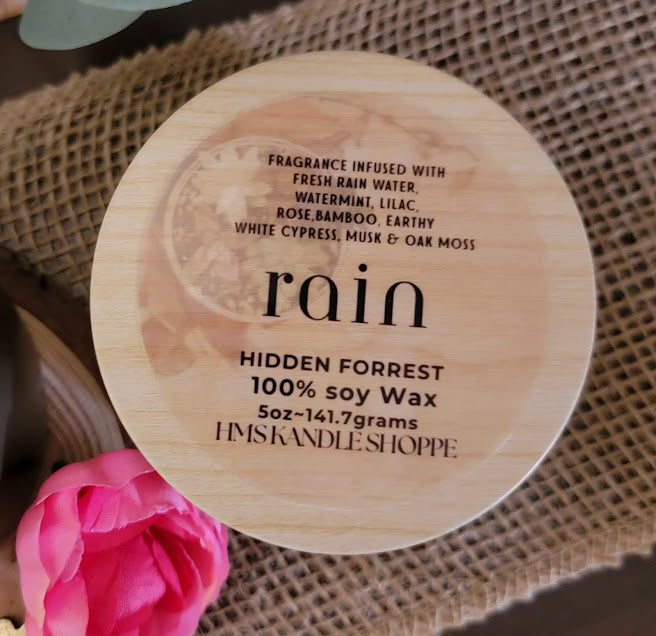 FRAGRANCE INFUSED WITH
FRESH RAIN WATER,
WATERMINT, LILAC,
ROSE,BAMBOO, EARTHY
WHITE CYPRESS, MUSK & OAK MOSS
rain
HIDDEN FORREST
100% soy Wax
5oz~141.7grams
HMS KANDLE SHOPPE